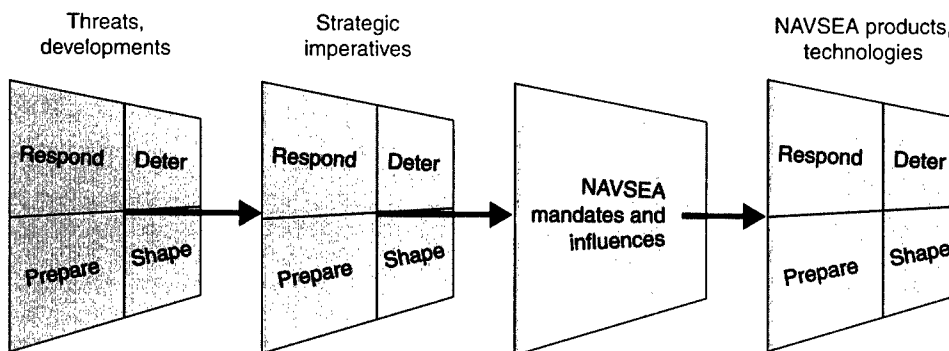 Threats,
developments
Strategic
imperatives
NAVSEA products,
technologies
Respond
Deter
Prepare
Shape
Respond
Deter
Prepare
Shape
NAVSEA
mandates and
influences
Respond
Deter
Prepare
Shape